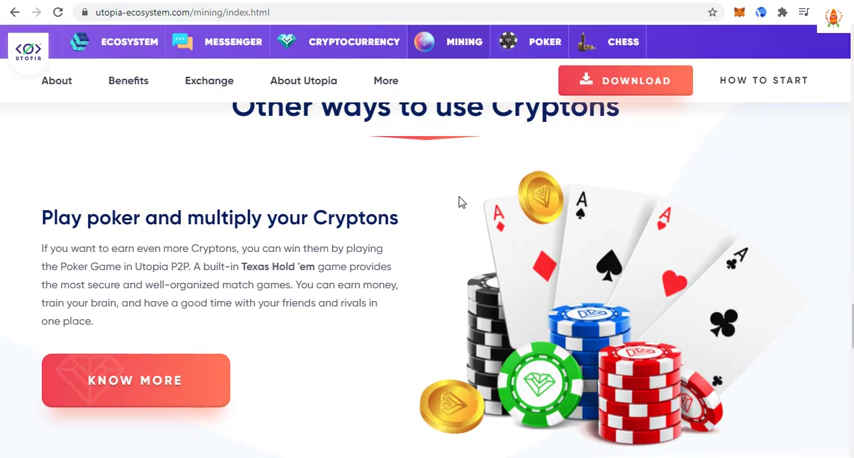 utopia-ecosystem.com/mining/index.html
UTOPIA
ECOSYSTEM
MESSENGER
CRYPTOCURRENCY
MINING
POKER
CHESS
About
Benefits
Exchange
About Utopia
More
DOWNLOAD
HOW TO START
Other ways to use Cryptons
Play poker and multiply your Cryptons
If you want to earn even more Cryptons, you can win them by playing
the Poker Game in Utopia P2P. A built-in Texas Hold 'em game provides
the most secure and well-organized match games. You can earn money,
train your brain, and have a good time with your friends and rivals in
one place.
KNOW MORE
A
A
A
A